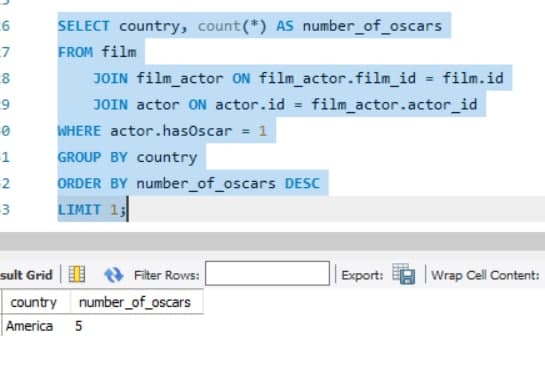 6 SELECT country, count(*) AS number_of_oscars
7 FROM film
8 JOIN film_actor ON film_actor.film_id = film.id
9 JOIN actor ON actor.id = film_actor.actor_id
0 WHERE actor.hasOscar = 1
1 GROUP BY country
2 ORDER BY number_of_oscars DESC
3 LIMIT 1;
sult Grid Filter Rows: Export: Wrap Cell Content:
country number_of_oscars
America 5